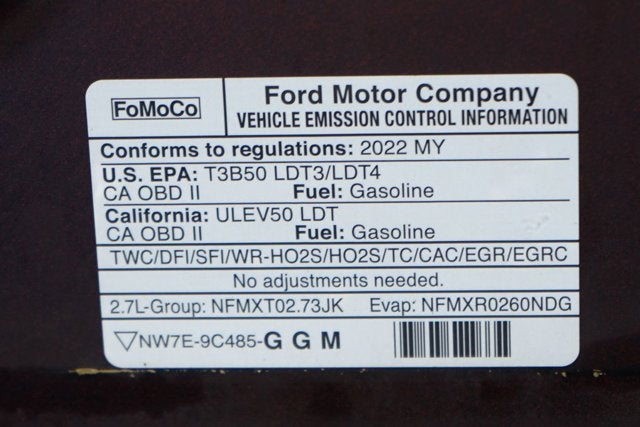 FoMoCo
Ford Motor Company
VEHICLE EMISSION CONTROL INFORMATION
Conforms to regulations: 2022 MY
U.S. EPA: T3B50 LDT3/LDT4
CA OBD II Fuel: Gasoline
California: ULEV50 LDT
CA OBD II Fuel: Gasoline
TWC/DFI/SFI/WR-HO2S/HO2S/TC/CAC/EGR/EGRC
No adjustments needed.
2.7L-Group: NFMXT02.73JK Evap: NFMXR0260NDG
▽NW7E-9C485-G G M